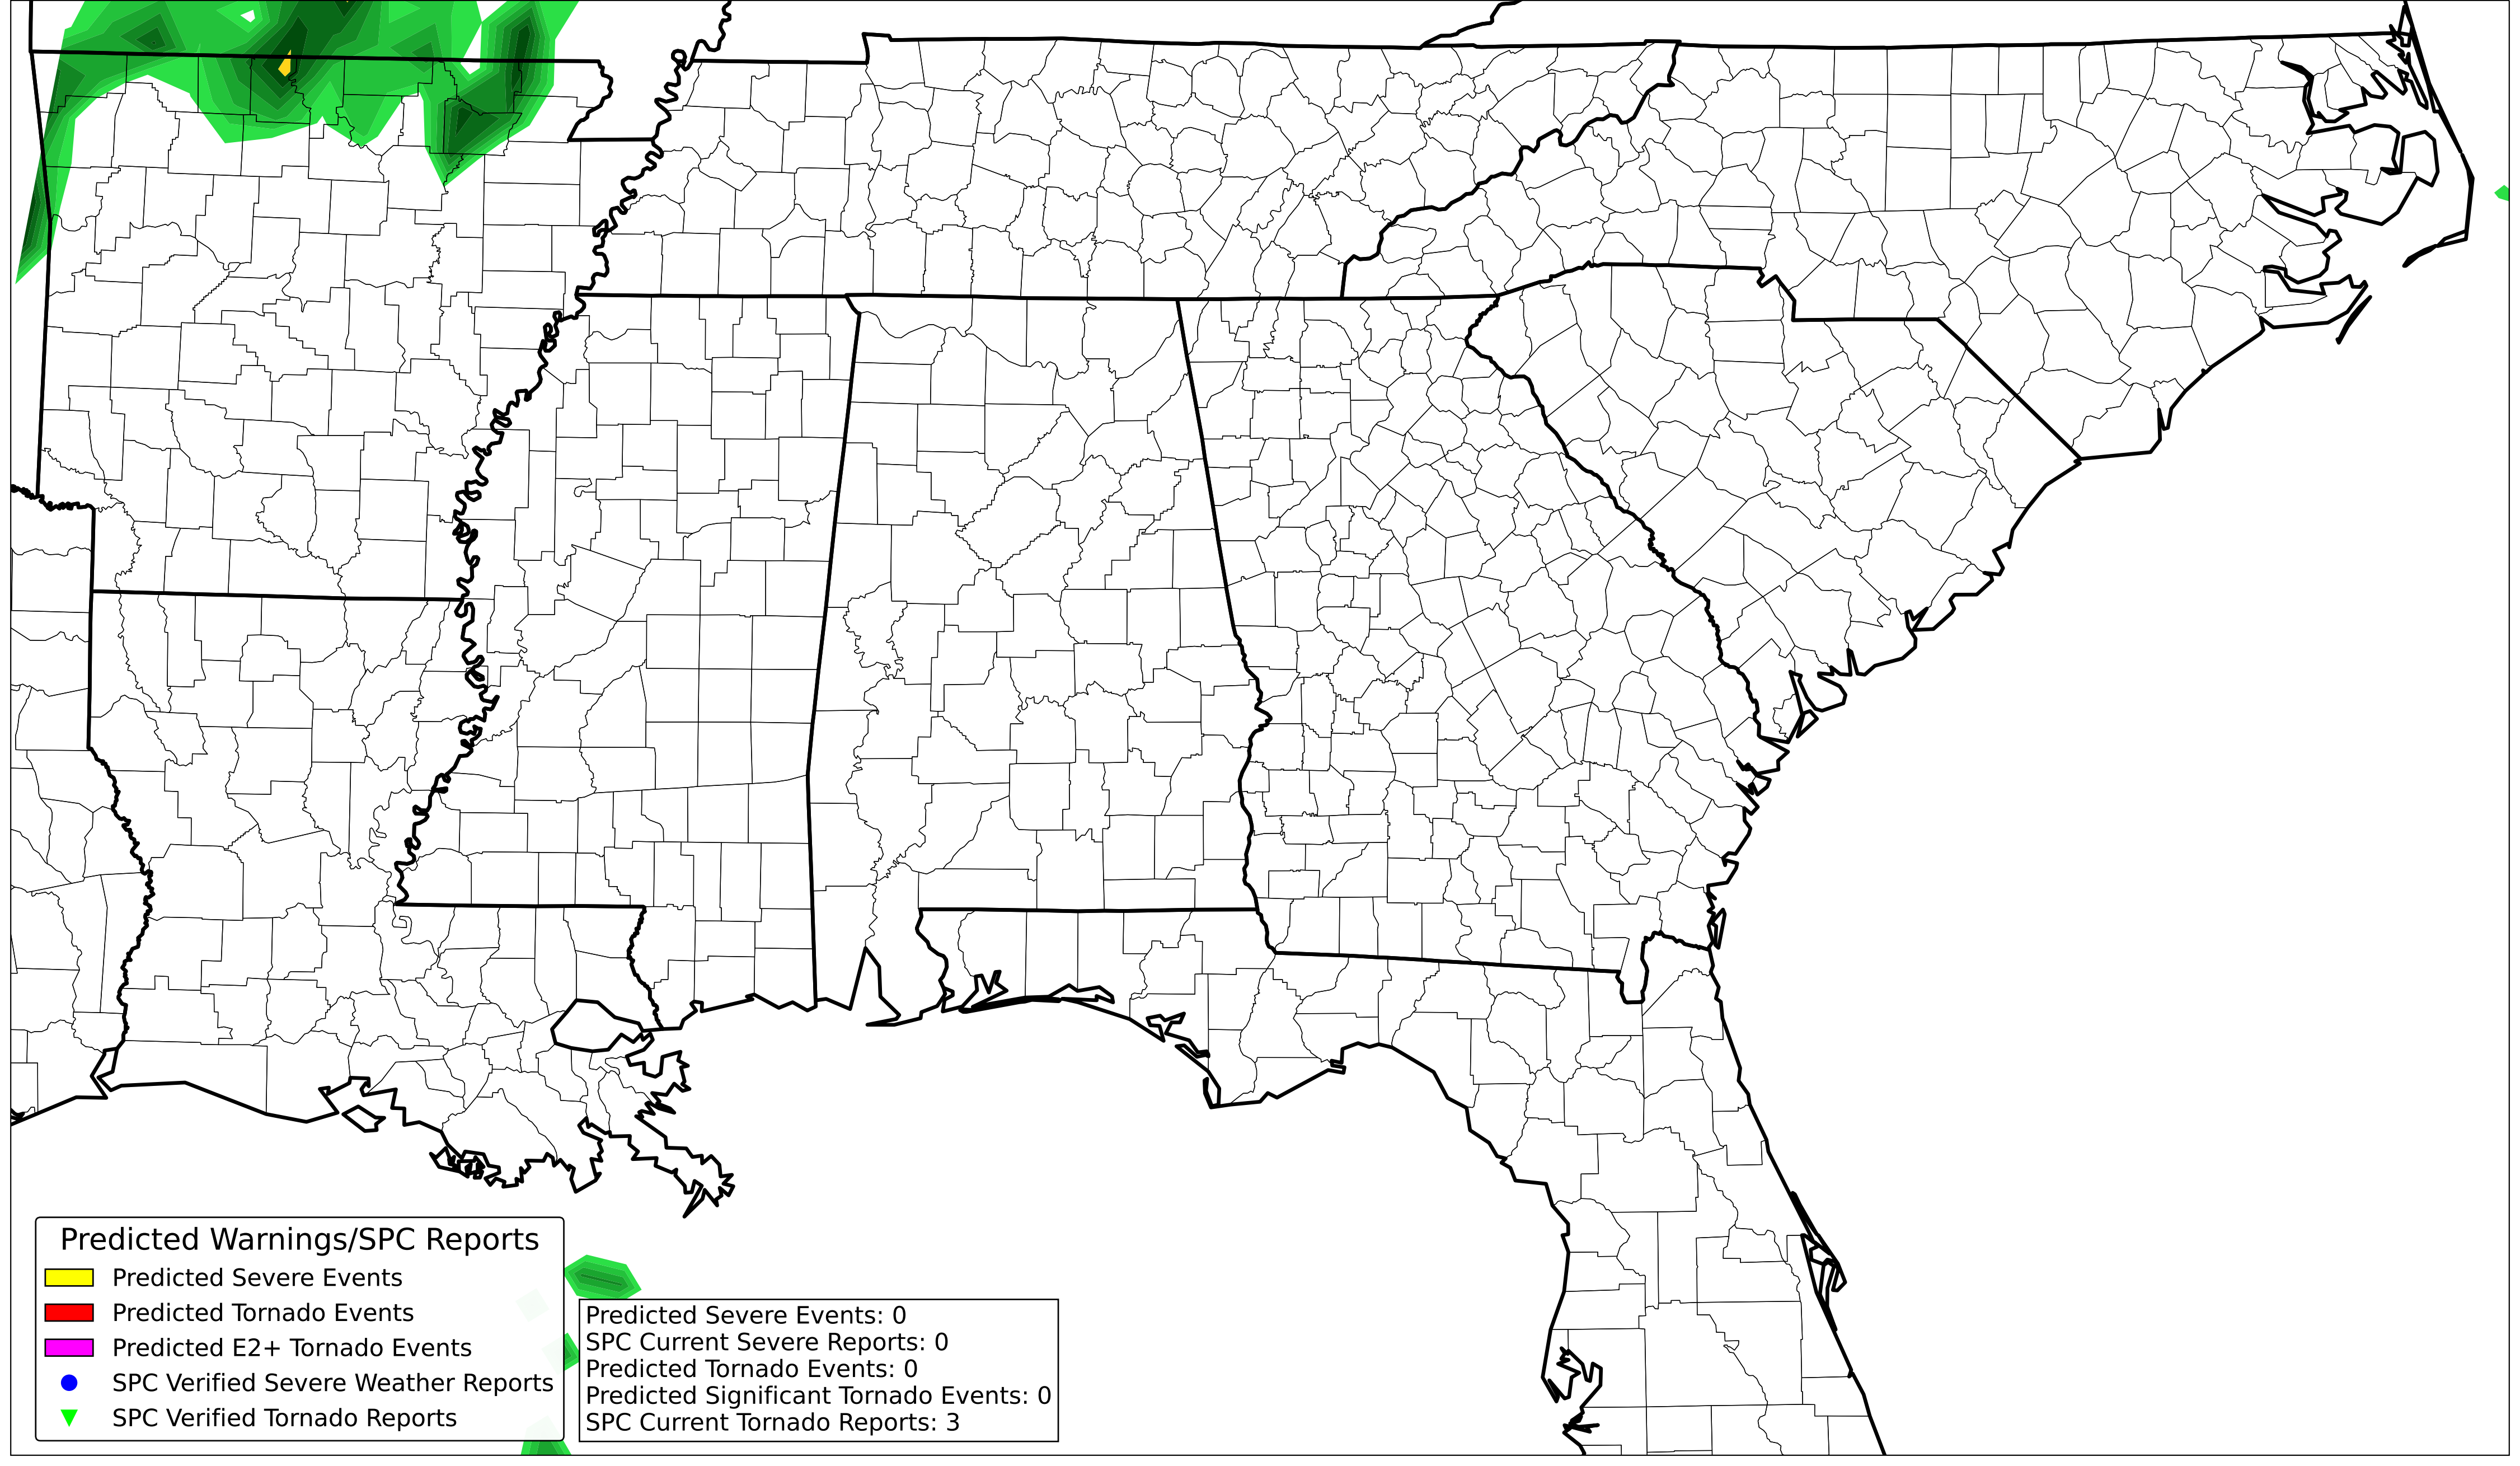 Predicted Warnings/SPC Reports
Predicted Severe Events
Predicted Tornado Events
Predicted E2+ Tornado Events
SPC Verified Severe Weather Reports
SPC Verified Tornado Reports
Predicted Severe Events: 0
SPC Current Severe Reports: 0
Predicted Tornado Events: 0
Predicted Significant Tornado Events: 0
SPC Current Tornado Reports: 3